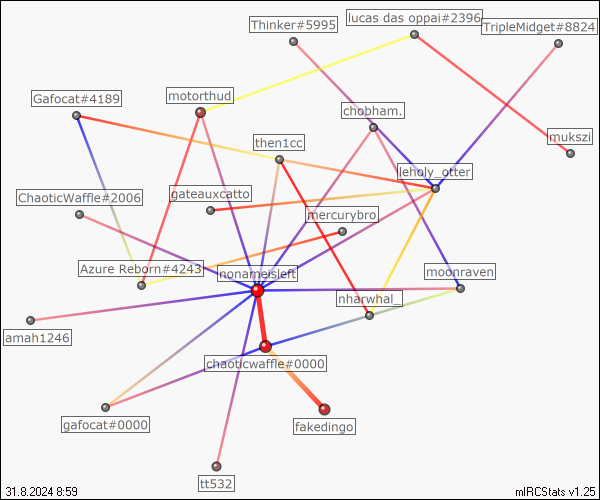 lucas das oppai#2396
Thinker#5995
TripleMidget#8824
Gafocat#4189
motorthud
chobham.
then1cc
mukszi
leholy_otter
ChaoticWaffle#2006
gateauxcatto
mercurybro
Azure Reborn#4243
nonameisleft
moonraven
nharwhal_
amah1246
chaoticwaffle#0000
gafocat#0000
fakedingo
tt532
31.8.2024 8:59
mIRCStats v1.25